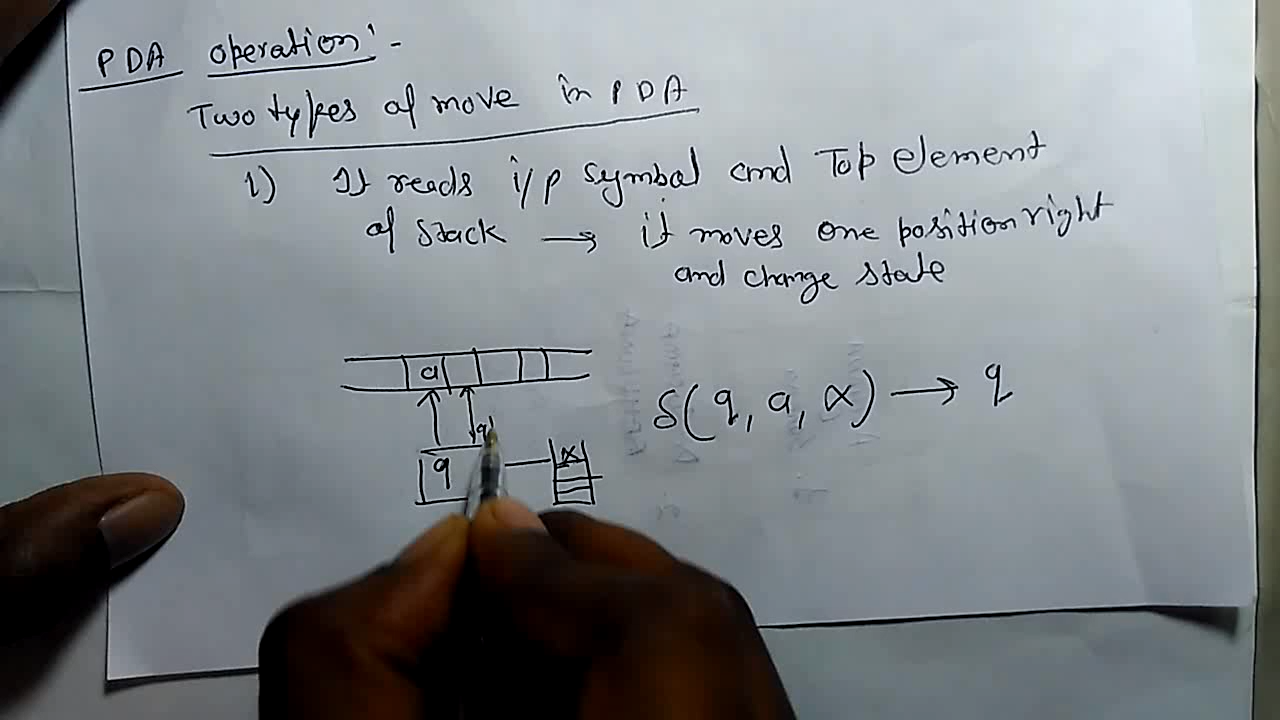 PDA operation:-
Two types of move in PDA
1) It reads i/p symbal and Top element
of stack → it moves one position right
and change state
a
δ(q, a, α) → q
q'
q
α